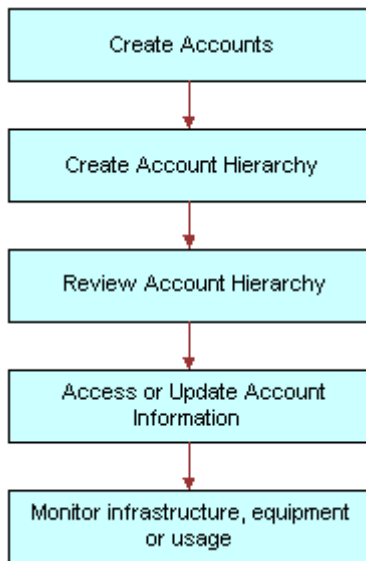 Create Accounts
Create Account Hierarchy
Review Account Hierarchy
Access or Update Account
Information
Monitor infrastructure, equipment
or usage